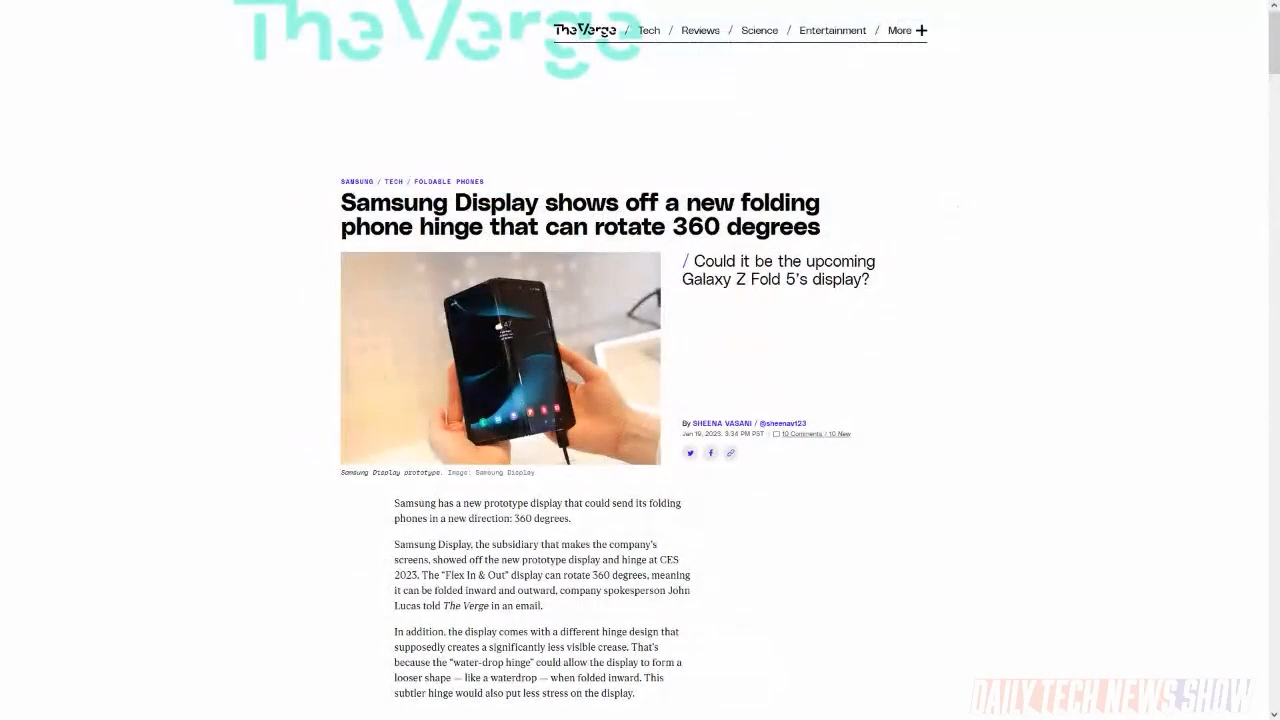 The Verge
The Verge / Tech / Reviews / Science / Entertainment / More +
SAMSUNG / TECH / FOLDABLE PHONES
Samsung Display shows off a new folding
phone hinge that can rotate 360 degrees
/ Could it be the upcoming
Galaxy Z Fold 5's display?
By SHEENA VASANI / @sheenav123
Jan 19, 2023, 3:34 PM PST | 10 Comments / 10 New
Samsung Display prototype. Image: Samsung Display
Samsung has a new prototype display that could send its folding
phones in a new direction: 360 degrees.
Samsung Display, the subsidiary that makes the company's
screens, showed off the new prototype display and hinge at CES
2023. The "Flex In & Out" display can rotate 360 degrees, meaning
it can be folded inward and outward, company spokesperson John
Lucas told The Verge in an email.
In addition, the display comes with a different hinge design that
supposedly creates a significantly less visible crease. That's
because the "water-drop hinge" could allow the display to form a
looser shape — like a waterdrop — when folded inward. This
subtler hinge would also put less stress on the display.
DAILY TECH NEWS SHOW